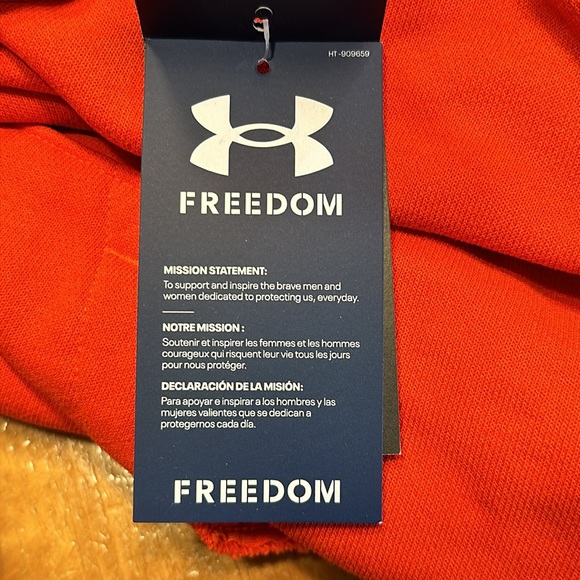 HT-909659
FREEDOM
MISSION STATEMENT:
To support and inspire the brave men and
women dedicated to protecting us, everyday.
NOTRE MISSION :
Soutenir et inspirer les femmes et les hommes
courageux qui risquent leur vie tous les jours
pour nous protéger.
DECLARACIÓN DE LA MISIÓN:
Para apoyar e inspirar a los hombres y las
mujeres valientes que se dedican a
protegernos cada día.
FREEDOM